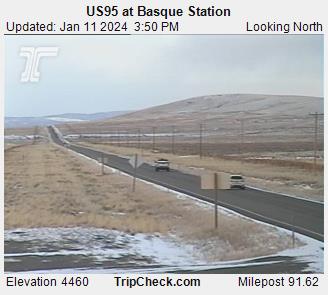 US95 at Basque Station
Updated: Jan 11 2024 3:50 PM Looking North
Elevation 4460 TripCheck.com Milepost 91.62